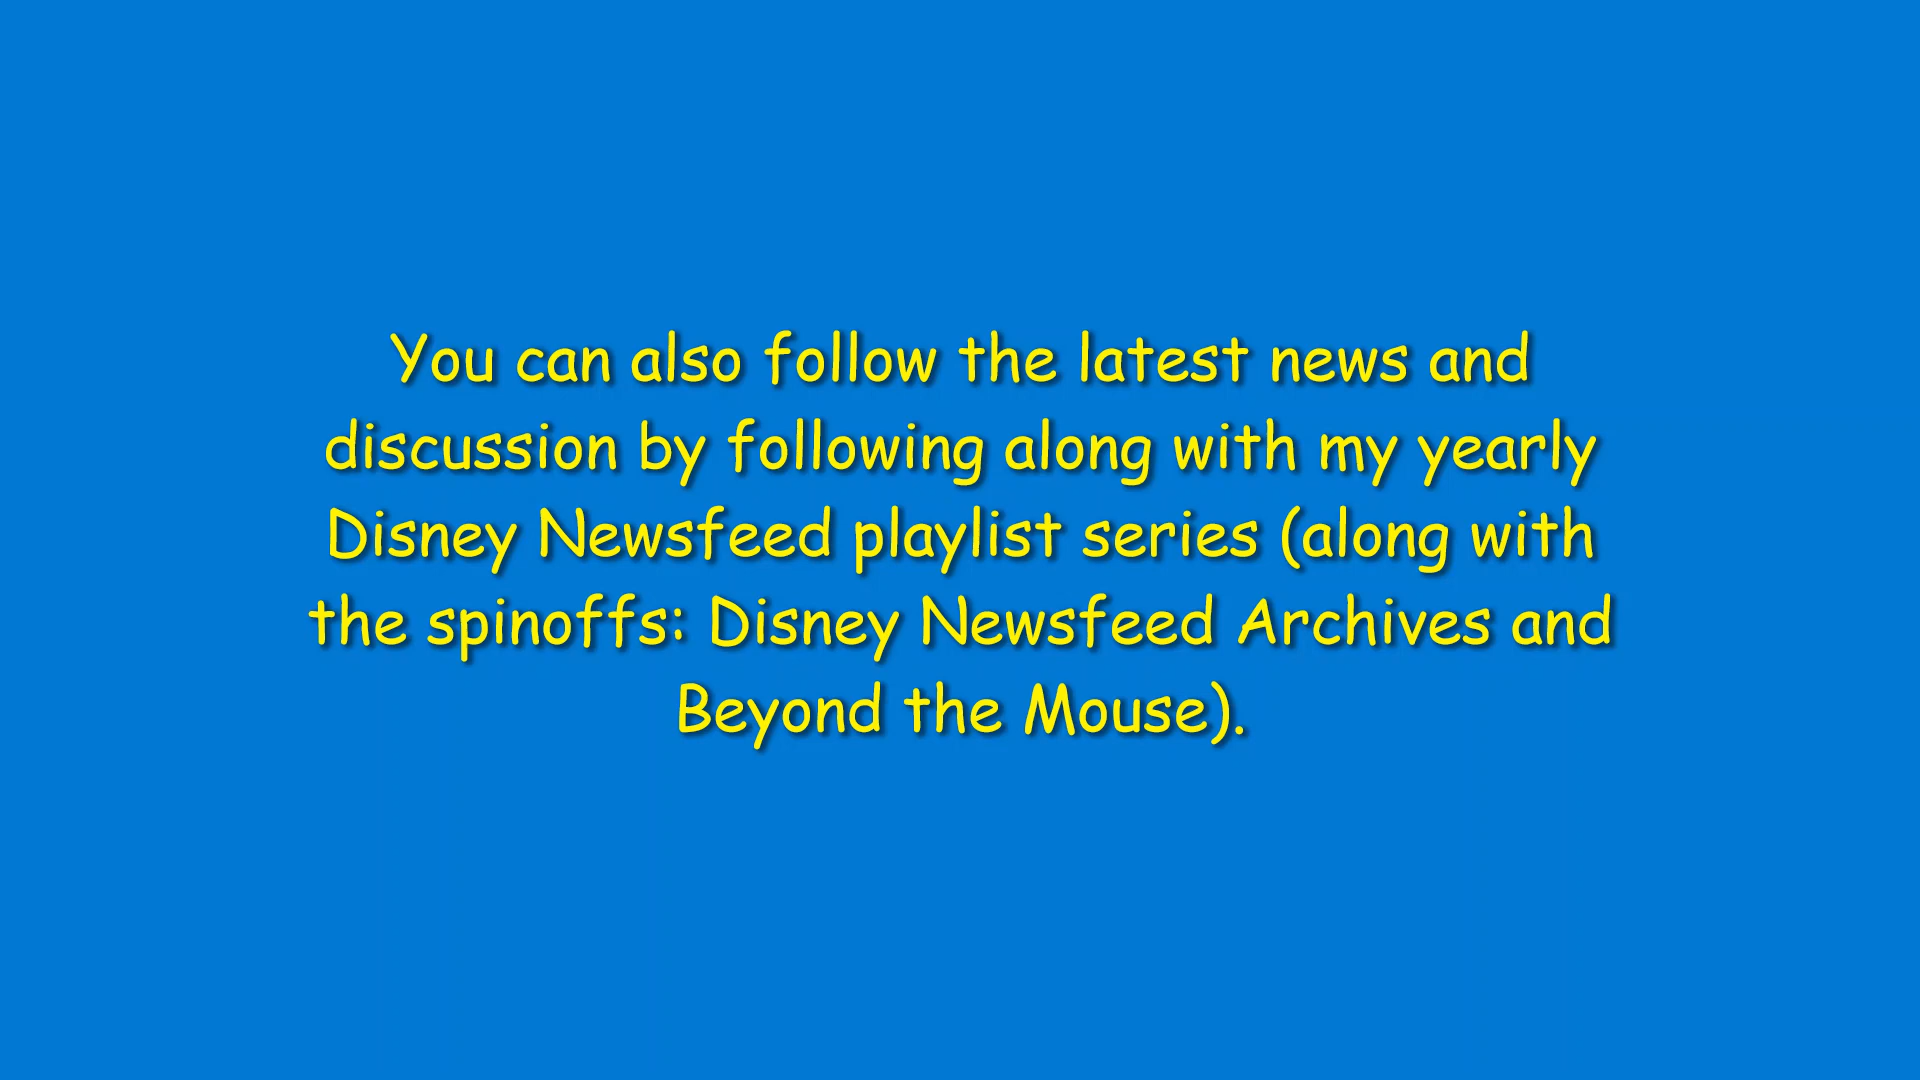 You can also follow the latest news and
discussion by following along with my yearly
Disney Newsfeed playlist series (along with
the spinoffs: Disney Newsfeed Archives and
Beyond the Mouse).